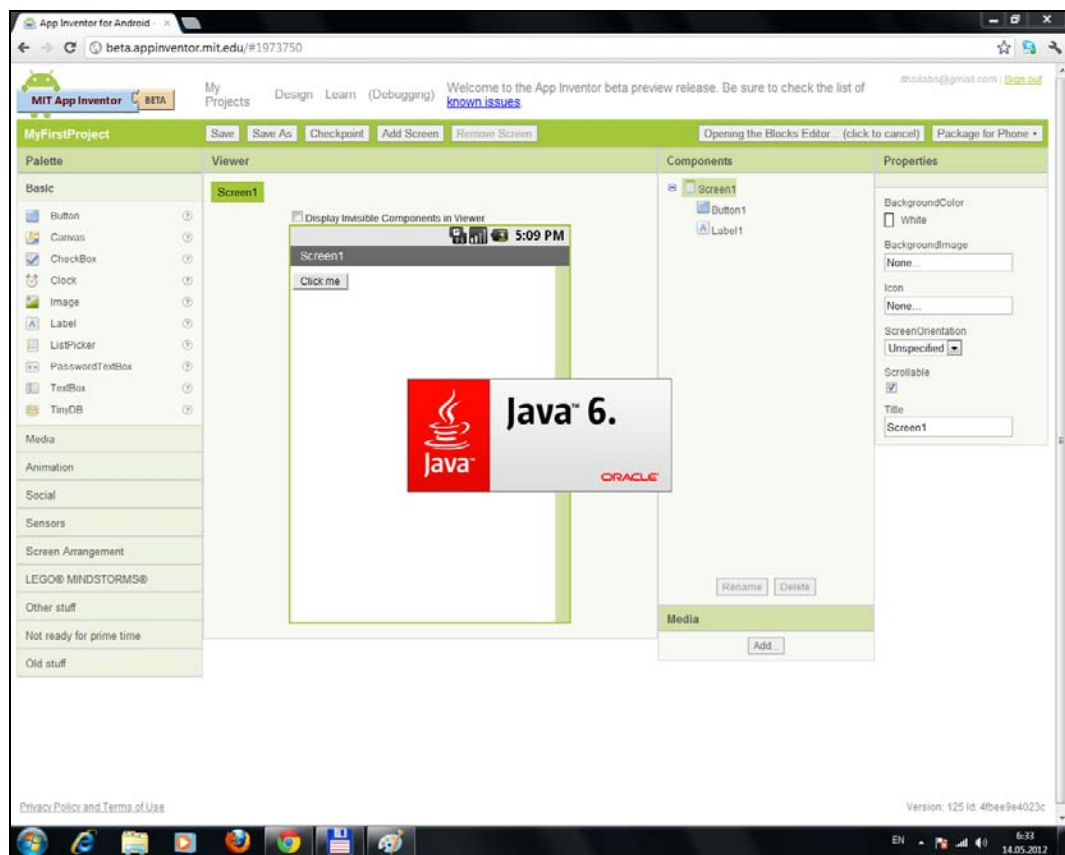 App Inventor for Android -
beta.appinventor.mit.edu/#1973750
MIT App Inventor BETA
My Projects
Design Learn (Debugging)
Welcome to the App Inventor beta preview release. Be sure to check the list of
known issues.
dhsilabs@gmail.com | Sign out
MyFirstProject
Save Save As Checkpoint Add Screen Remove Screen
Opening the Blocks Editor... (click to cancel) Package for Phone
Palette
Basic
Button
Canvas
CheckBox
Clock
Image
Label
ListPicker
PasswordTextBox
TextBox
TinyDB
Media
Animation
Social
Sensors
Screen Arrangement
LEGO® MINDSTORMS®
Other stuff
Not ready for prime time
Old stuff
Viewer
Screen1
Display Invisible Components in Viewer
5:09 PM
Screen1
Click me
Java™
Java™ 6.
ORACLE
Components
Screen1
Button1
Label1
Rename Delete
Media
Add...
Properties
BackgroundColor
White
BackgroundImage
None...
Icon
None...
ScreenOrientation
Unspecified
Scrollable
Title
Screen1
Privacy Policy and Terms of Use
Version: 125 Id: 4fbee9e4023c
EN
6:33
14.05.2012